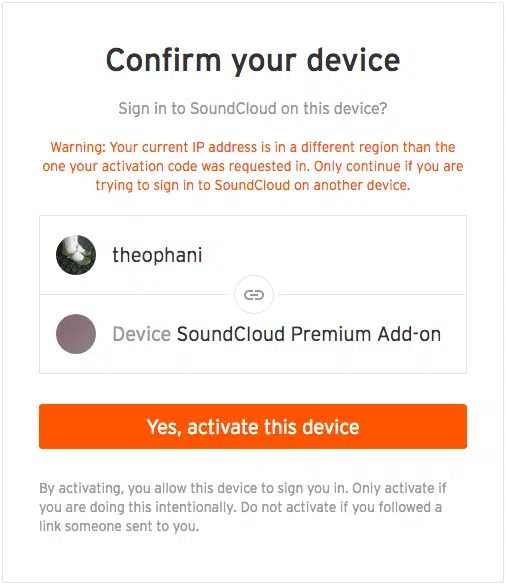 Confirm your device
Sign in to SoundCloud on this device?
Warning: Your current IP address is in a different region than the
one your activation code was requested in. Only continue if you are
trying to sign in to SoundCloud on another device.
theophani
Device SoundCloud Premium Add-on
Yes, activate this device
By activating, you allow this device to sign you in. Only activate if
you are doing this intentionally. Do not activate if you followed a
link someone sent to you.